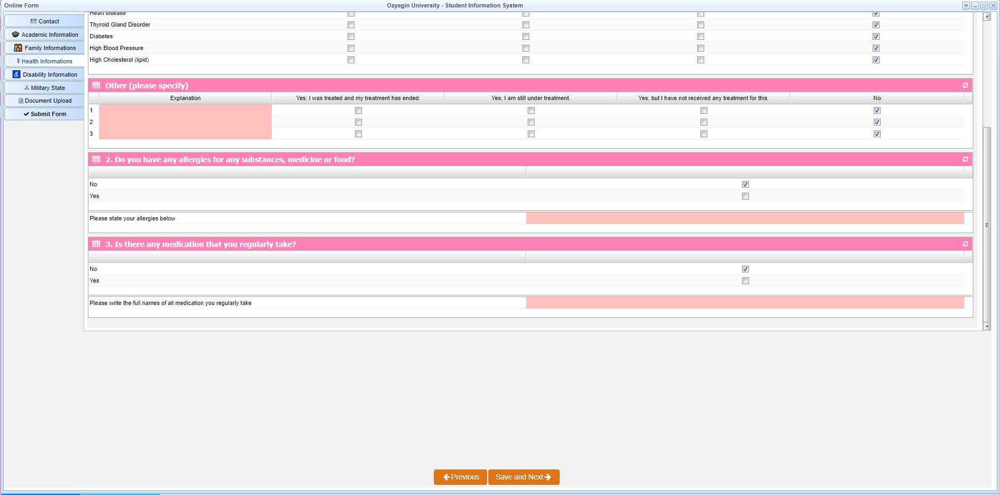 Online Form
Ozyegin University - Student Information System
Contact
Academic Information
Family Informations
Health Informations
Disability Information
Military State
Document Upload
Submit Form
Heart disease
Thyroid Gland Disorder
Diabetes
High Blood Pressure
High Cholesterol (lipid)
Other (please specify)
Explanation Yes; I was treated and my treatment has ended. Yes; I am still under treatment. Yes; but I have not received any treatment for this. No
1
2
3
2. Do you have any allergies for any substances, medicine or food?
No
Yes
Please state your allergies below
3. Is there any medication that you regularly take?
No
Yes
Please write the full names of all medication you regularly take
Previous
Save and Next